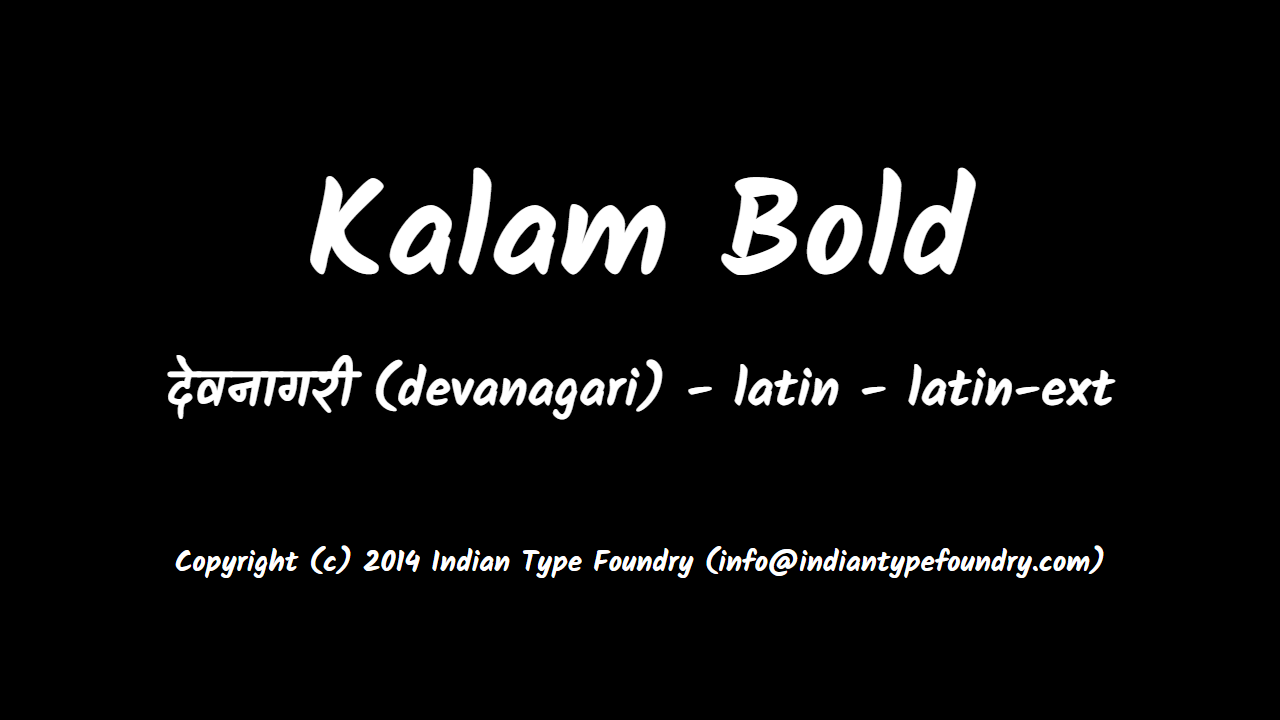 Kalam Bold
देवनागरी (devanagari) - latin - latin-ext
Copyright (c) 2014 Indian Type Foundry (info@indiantypefoundry.com)